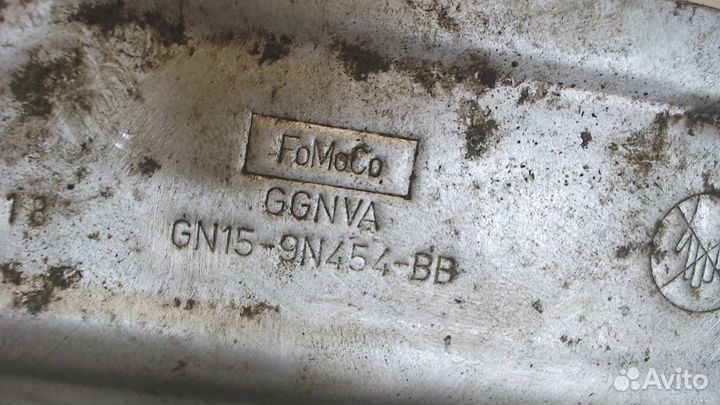 FoMoCo
GGNVA
18
GN15-9N454-BB
Avito